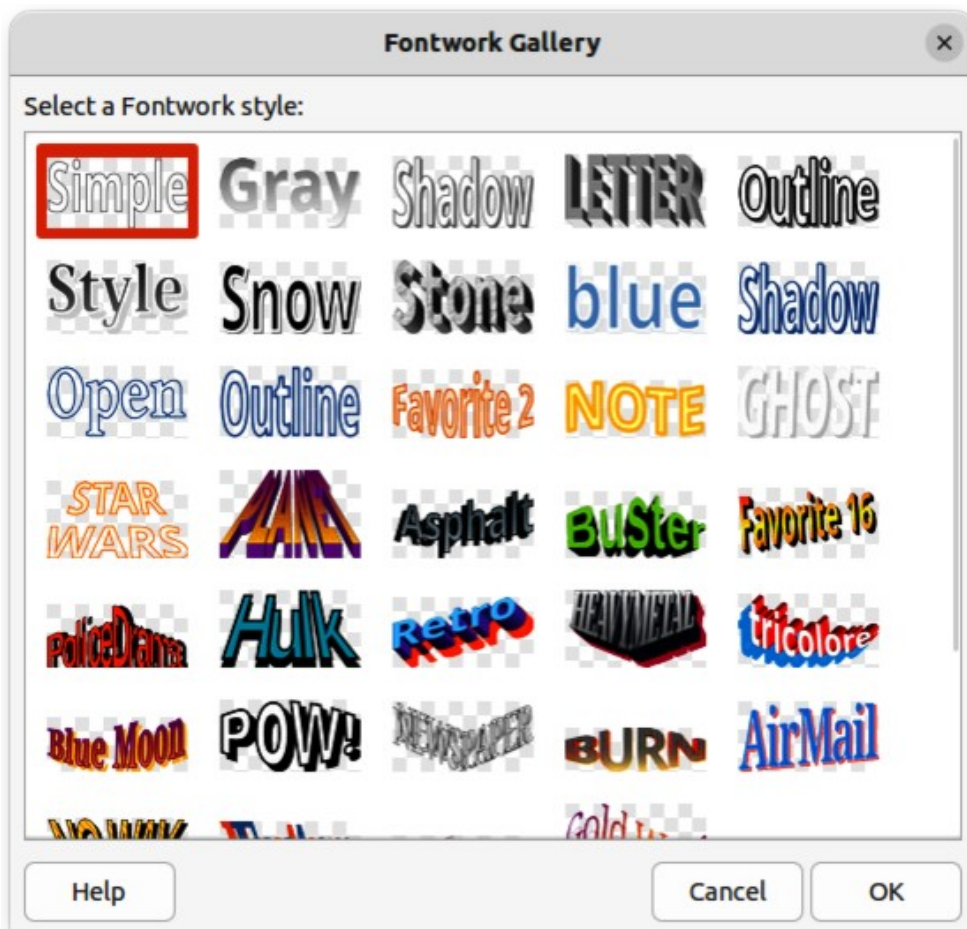 Fontwork Gallery
Select a Fontwork style:
Simple Gray Shadow LETTER Outline
Style Snow Stone blue Shadow
Open Outline Favorite 2 NOTE GHOST
STAR WARS PLANET Asphalt BUSter Favorite 16
PoliceDrama Hulk Retro HEAVYMETAL tricolore
Blue Moon POW! NEWSPAPER BURN AirMail
Help Cancel OK